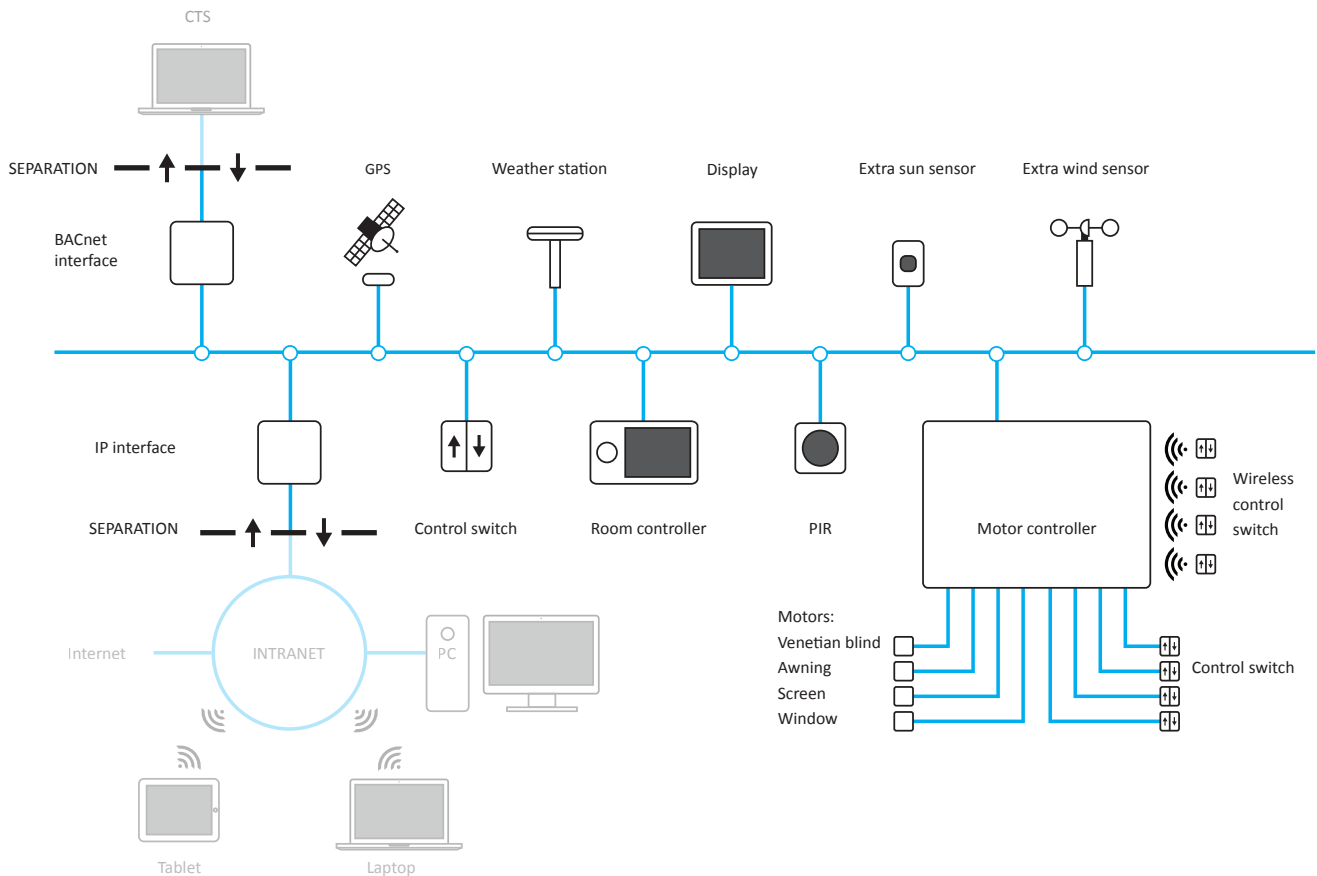 CTS
SEPARATION
GPS
Weather station
Display
Extra sun sensor
Extra wind sensor
BACnet
interface
IP interface
SEPARATION
Control switch
Room controller
PIR
Motor controller
Wireless
control
switch
Motors:
Venetian blind
Awning
Screen
Window
Control switch
Internet
INTRANET
PC
Tablet
Laptop